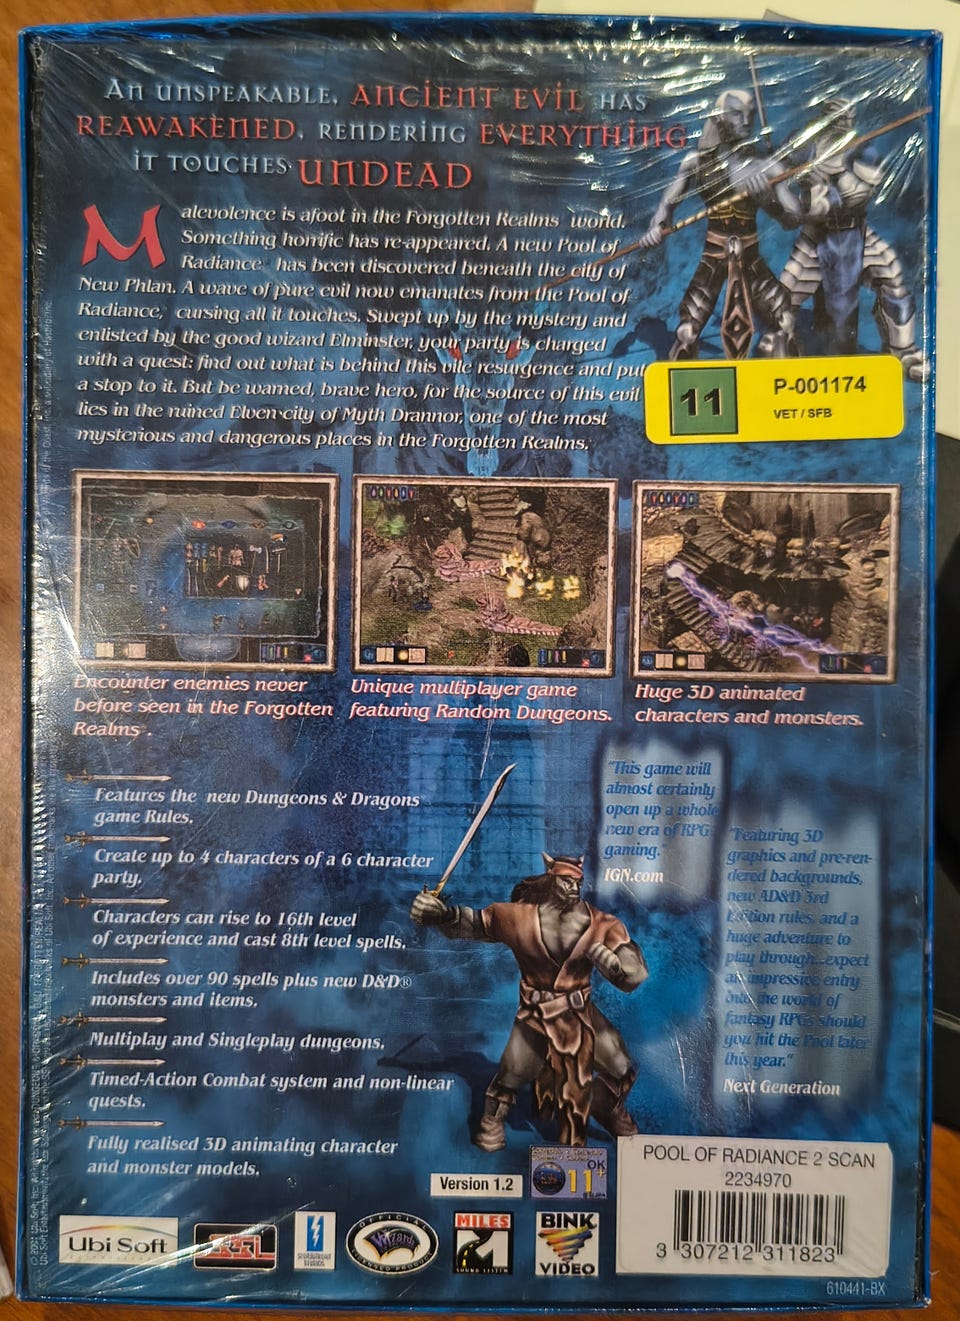 AN UNSPEAKABLE, ANCIENT EVIL HAS
REAWAKENED, RENDERING EVERYTHING
IT TOUCHES UNDEAD
Malevolence is afoot in the Forgotten Realms world.
Something horrific has re-appeared. A new Pool of
Radiance has been discovered beneath the city of
New Phlan. A wave of pure evil now emanates from the Pool of
Radiance, cursing all it touches. Swept up by the mystery and
enlisted by the good wizard Elminster, your party is charged
with a quest: find out what is behind this vile resurgence and put
a stop to it. But be warned, brave hero, for the source of this evil
lies in the ruined Elven city of Myth Drannor, one of the most
mysterious and dangerous places in the Forgotten Realms.
11
P-001174
VET / SFB
Encounter enemies never
before seen in the Forgotten
Realms.
Unique multiplayer game
featuring Random Dungeons.
Huge 3D animated
characters and monsters.
Features the new Dungeons & Dragons
game Rules.
Create up to 4 characters of a 6 character
party.
Characters can rise to 16th level
of experience and cast 8th level spells.
Includes over 90 spells plus new D&D®
monsters and items.
Multiplay and Singleplay dungeons.
Timed-Action Combat system and non-linear
quests.
Fully realised 3D animating character
and monster models.
"This game will
almost certainly
open up a whole
new era of RPG
gaming."
IGN.com
"Featuring 3D
graphics and pre-ren-
dered backgrounds,
new AD&D 3rd
Edition rules, and a
huge adventure to
play through...expect
an impressive entry
into the world of
fantasy RPGs should
you hit the Pool later
this year."
Next Generation
Version 1.2
OK
11+
POOL OF RADIANCE 2 SCAN
2234970
3 307212 311823
610441-BX
Ubi Soft
SSI
STORMFRONT
STUDIOS
OFFICIAL
Wizards
LICENSED PRODUCT
MILES
SOUND SYSTEM
BINK
VIDEO